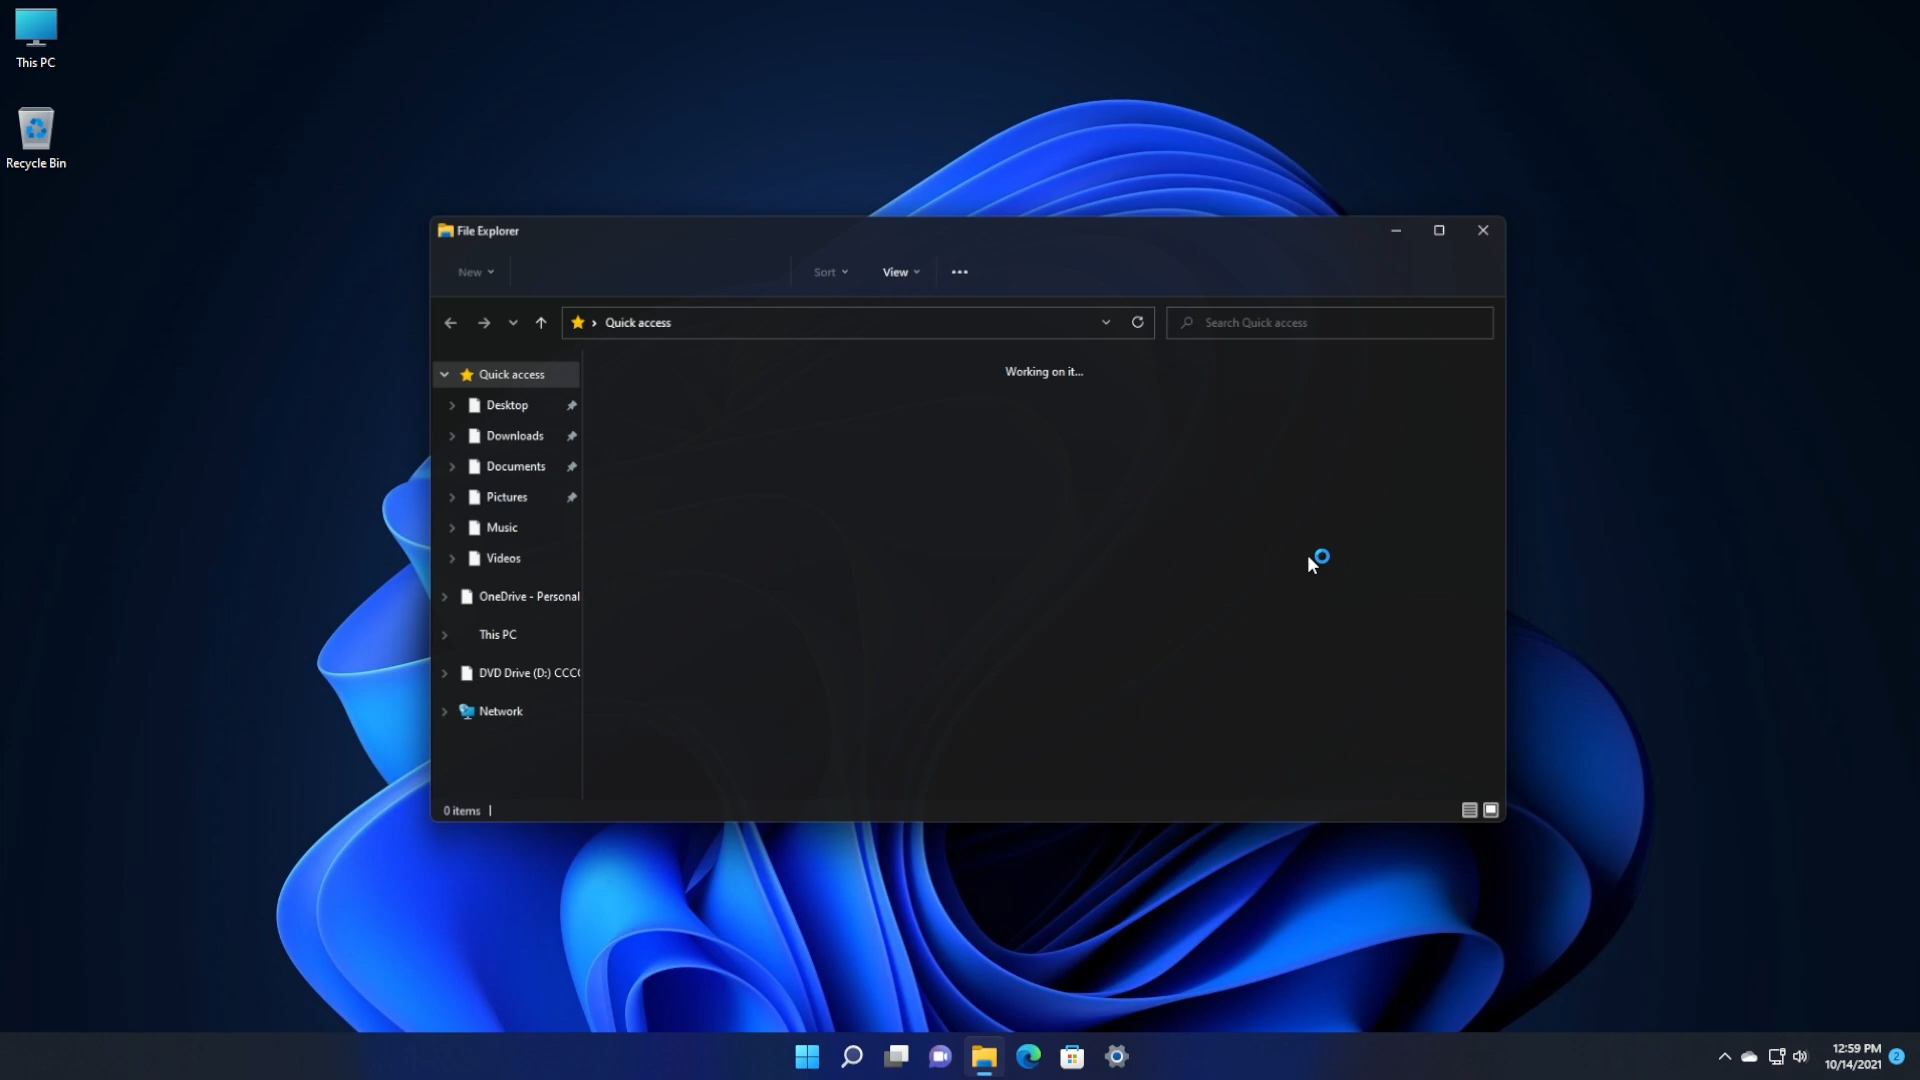 This PC
Recycle Bin
File Explorer
New
Sort
View
Quick access
Search Quick access
Quick access
Working on it...
Desktop
Downloads
Documents
Pictures
Music
Videos
OneDrive - Personal
This PC
DVD Drive (D:) CCC
Network
0 items
12:59 PM
10/14/2021
2